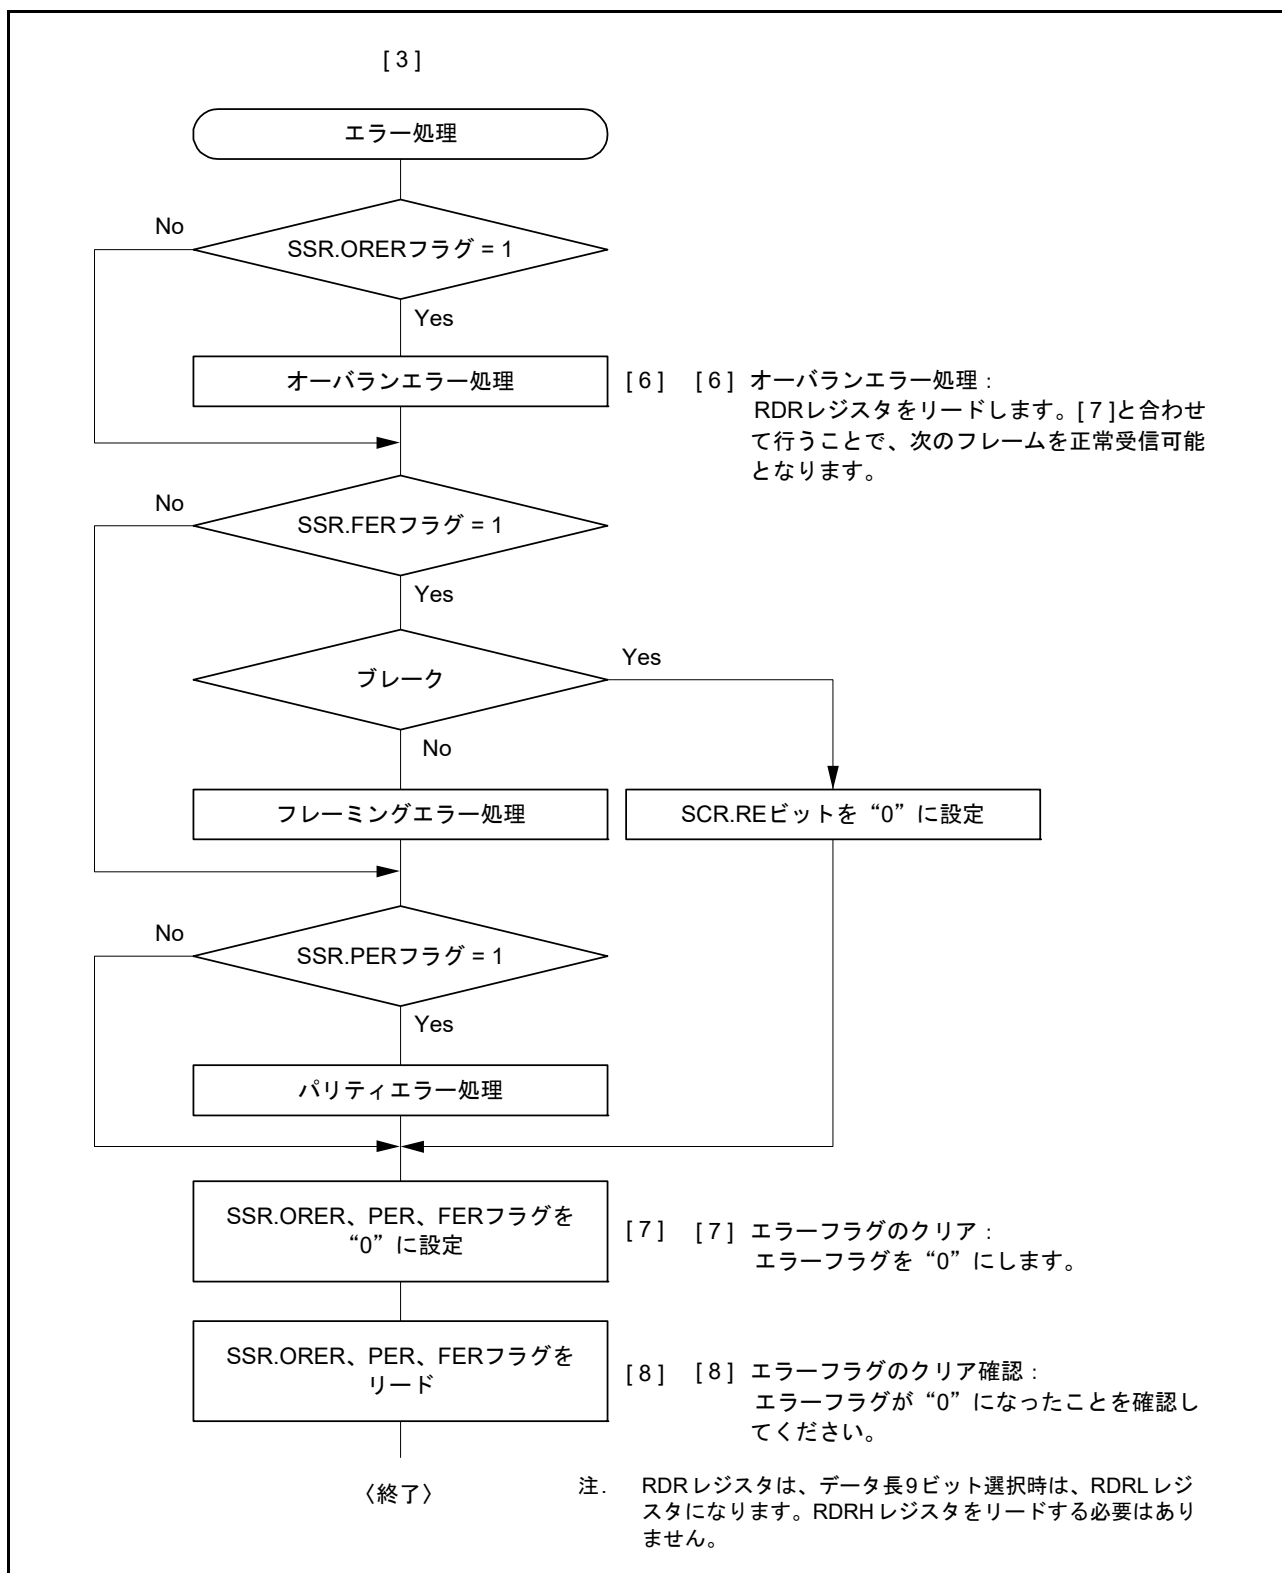 [ 3 ]
エラー処理
No
SSR.ORERフラグ = 1
Yes
オーバランエラー処理
[ 6 ]
[ 6 ] オーバランエラー処理：
RDRレジスタをリードします。[ 7 ]と合わせ
て行うことで、次のフレームを正常受信可能
となります。
No
SSR.FERフラグ = 1
Yes
ブレーク
Yes
No
フレーミングエラー処理
SCR.REビットを“0”に設定
No
SSR.PERフラグ = 1
Yes
パリティエラー処理
SSR.ORER、PER、FERフラグを
“0”に設定
[ 7 ]
[ 7 ] エラーフラグのクリア：
エラーフラグを“0”にします。
SSR.ORER、PER、FERフラグを
リード
[ 8 ]
[ 8 ] エラーフラグのクリア確認：
エラーフラグが“0”になったことを確認し
てください。
〈終了〉
注. RDRレジスタは、データ長9ビット選択時は、RDRLレジ
スタになります。RDRHレジスタをリードする必要はあり
ません。